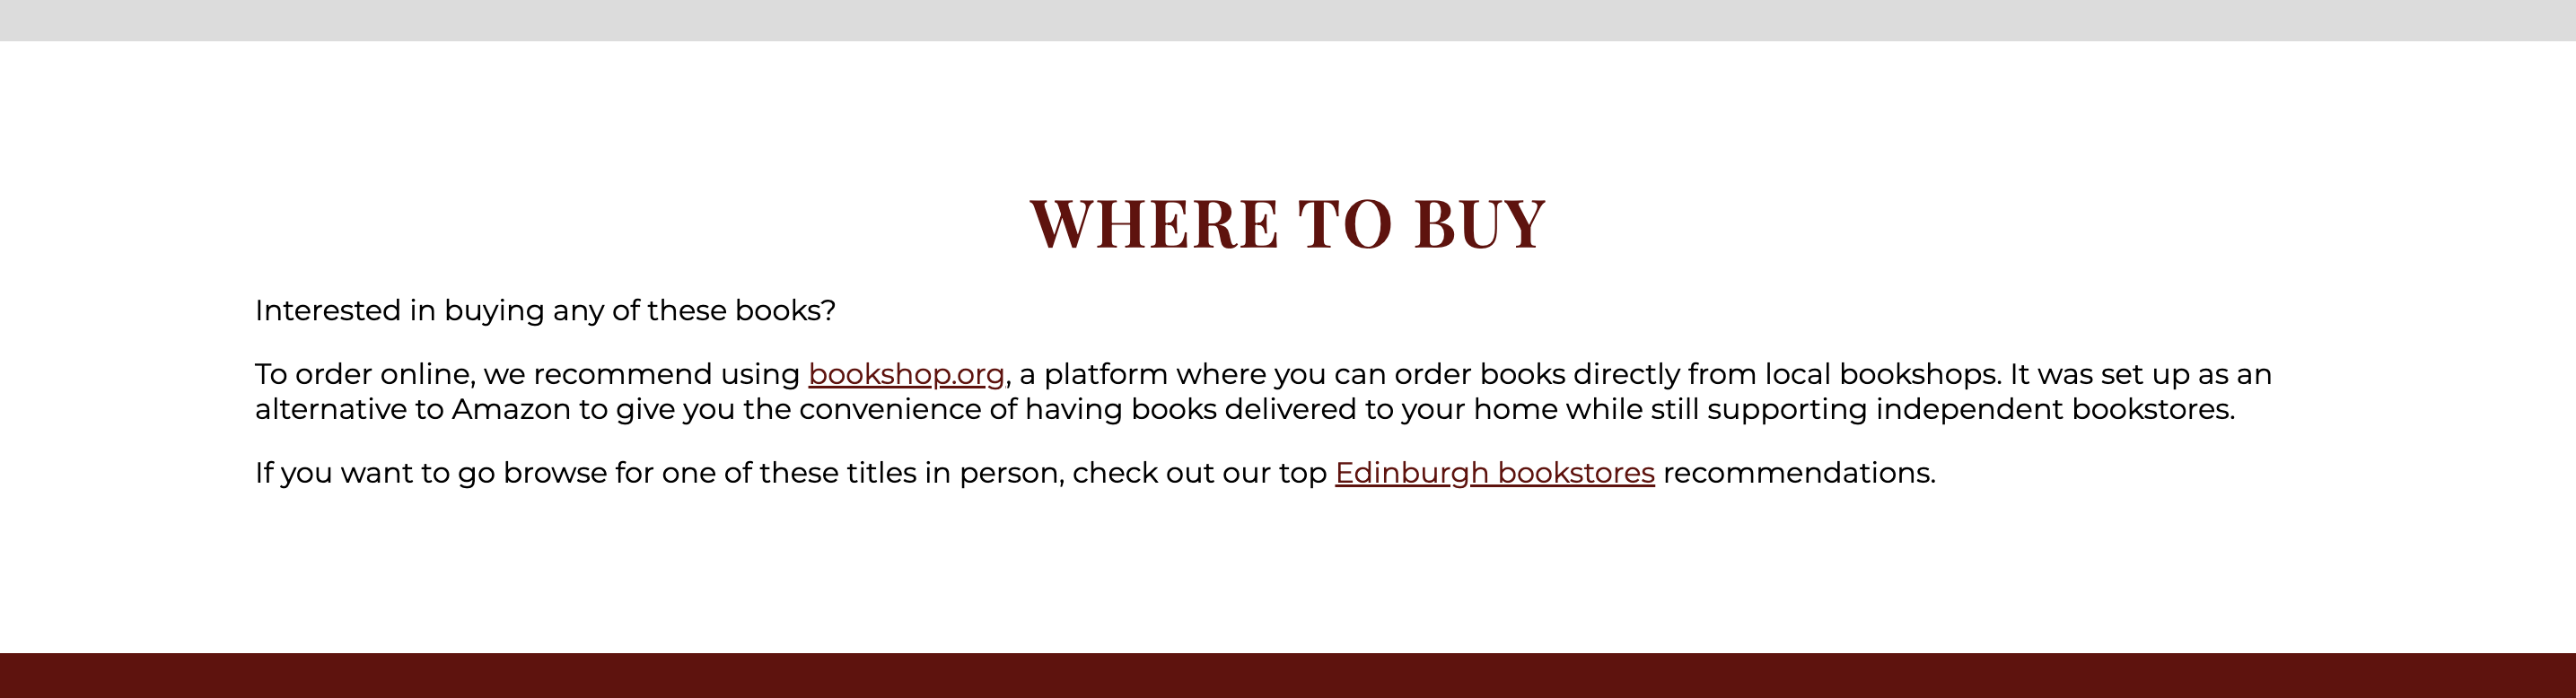 WHERE TO BUY
Interested in buying any of these books?
To order online, we recommend using bookshop.org, a platform where you can order books directly from local bookshops. It was set up as an
alternative to Amazon to give you the convenience of having books delivered to your home while still supporting independent bookstores.
If you want to go browse for one of these titles in person, check out our top Edinburgh bookstores recommendations.